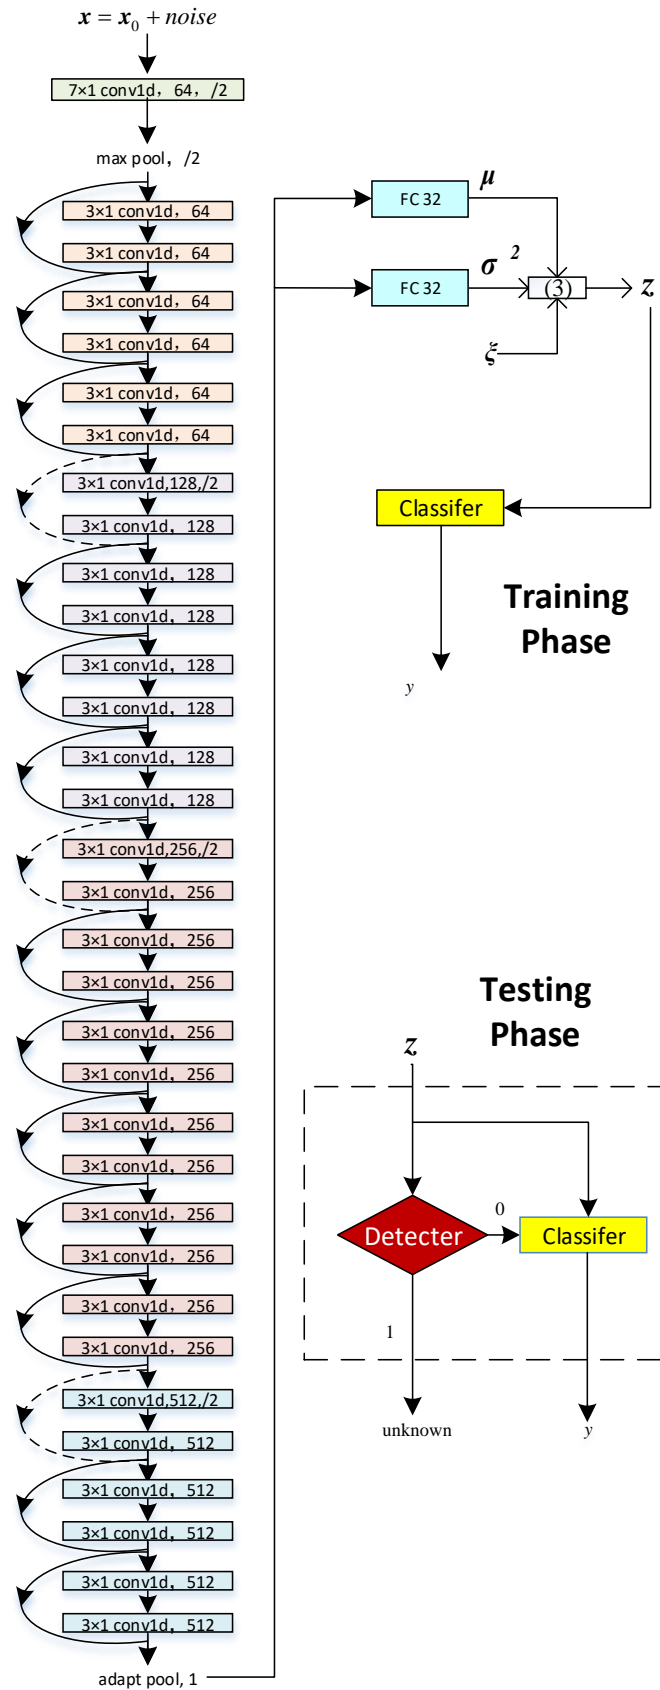 x = x₀ + noise
7×1 conv1d，64，/2
max pool，/2
3×1 conv1d，64
3×1 conv1d，64
3×1 conv1d，64
3×1 conv1d，64
3×1 conv1d，64
3×1 conv1d，64
3×1 conv1d,128,/2
3×1 conv1d，128
3×1 conv1d，128
3×1 conv1d，128
3×1 conv1d，128
3×1 conv1d，128
3×1 conv1d，128
3×1 conv1d，128
3×1 conv1d,256,/2
3×1 conv1d，256
3×1 conv1d，256
3×1 conv1d，256
3×1 conv1d，256
3×1 conv1d，256
3×1 conv1d，256
3×1 conv1d，256
3×1 conv1d，256
3×1 conv1d，256
3×1 conv1d，256
3×1 conv1d，256
3×1 conv1d,512,/2
3×1 conv1d，512
3×1 conv1d，512
3×1 conv1d，512
3×1 conv1d，512
3×1 conv1d，512
adapt pool, 1
FC 32
μ
FC 32
σ ²
(3)
z
ξ
Classifer
Training
Phase
y
Testing
Phase
z
Detecter
0
Classifer
1
unknown
y